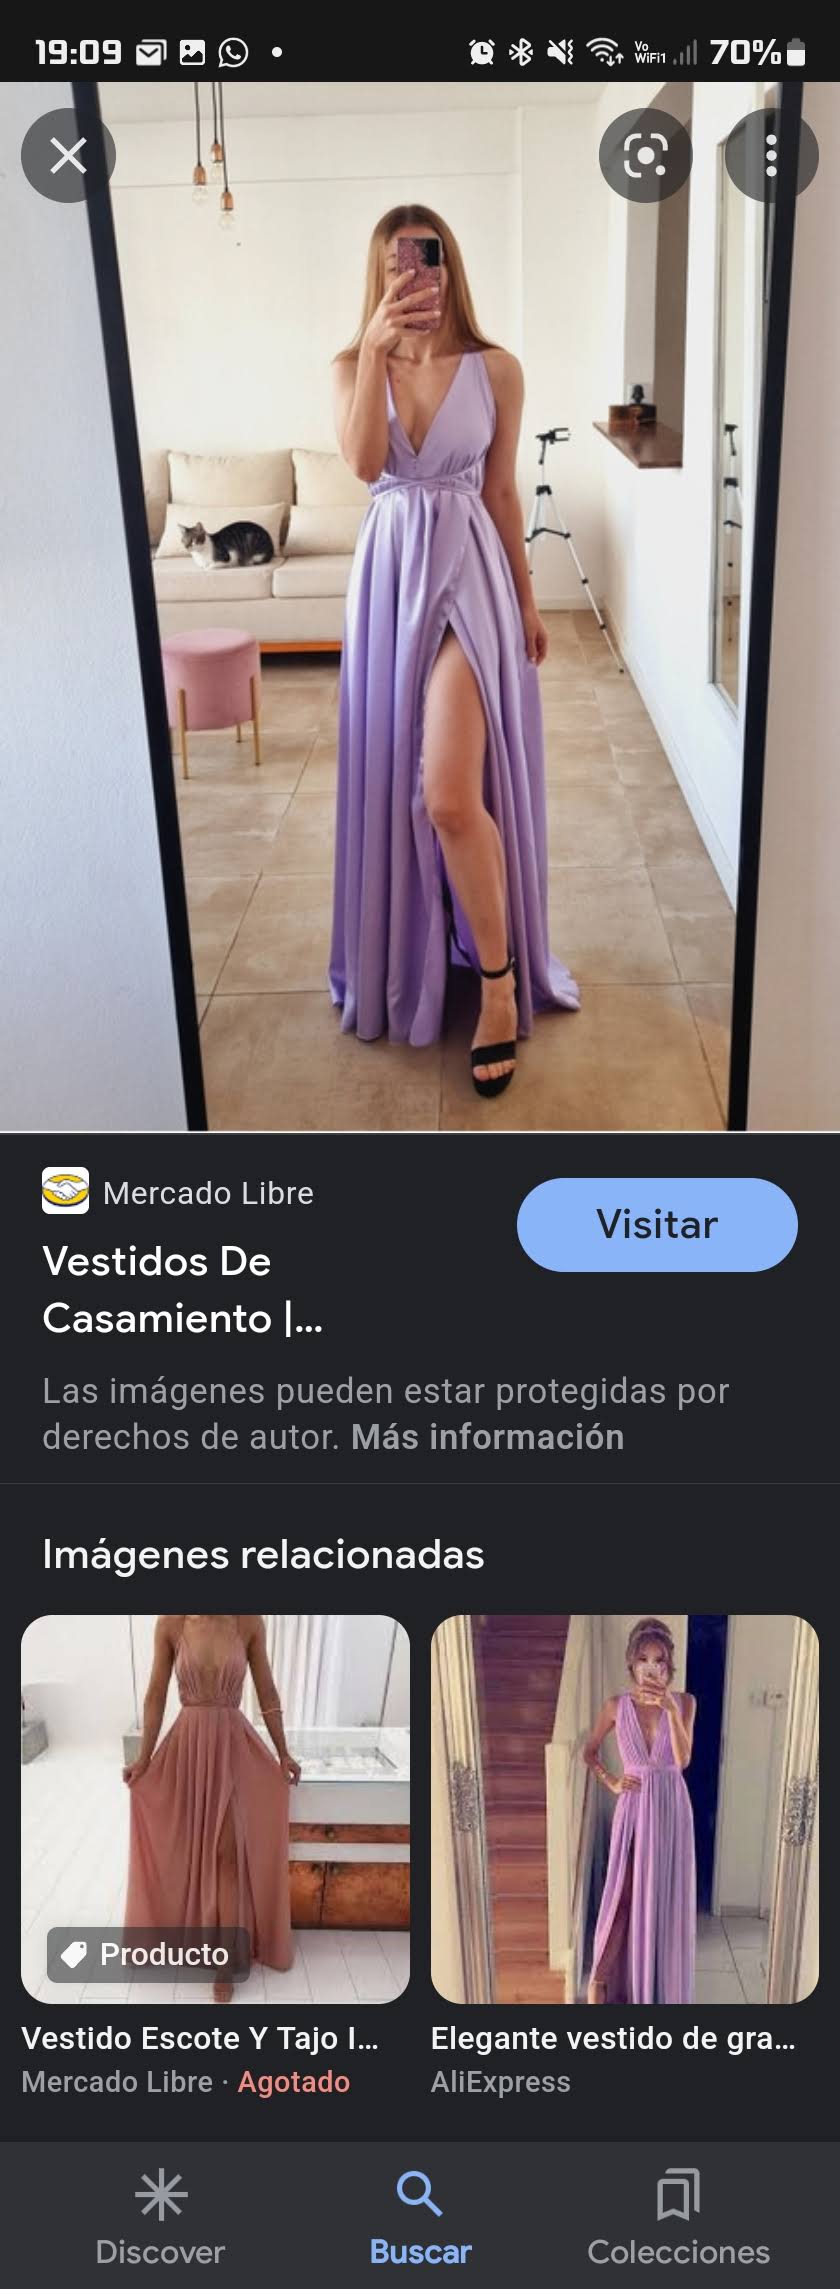 19:09
Vo
WiFi1
70%
Mercado Libre
Visitar
Vestidos De
Casamiento |...
Las imágenes pueden estar protegidas por
derechos de autor. Más información
Imágenes relacionadas
Producto
Vestido Escote Y Tajo I...
Mercado Libre · Agotado
Elegante vestido de gra...
AliExpress
Discover
Buscar
Colecciones